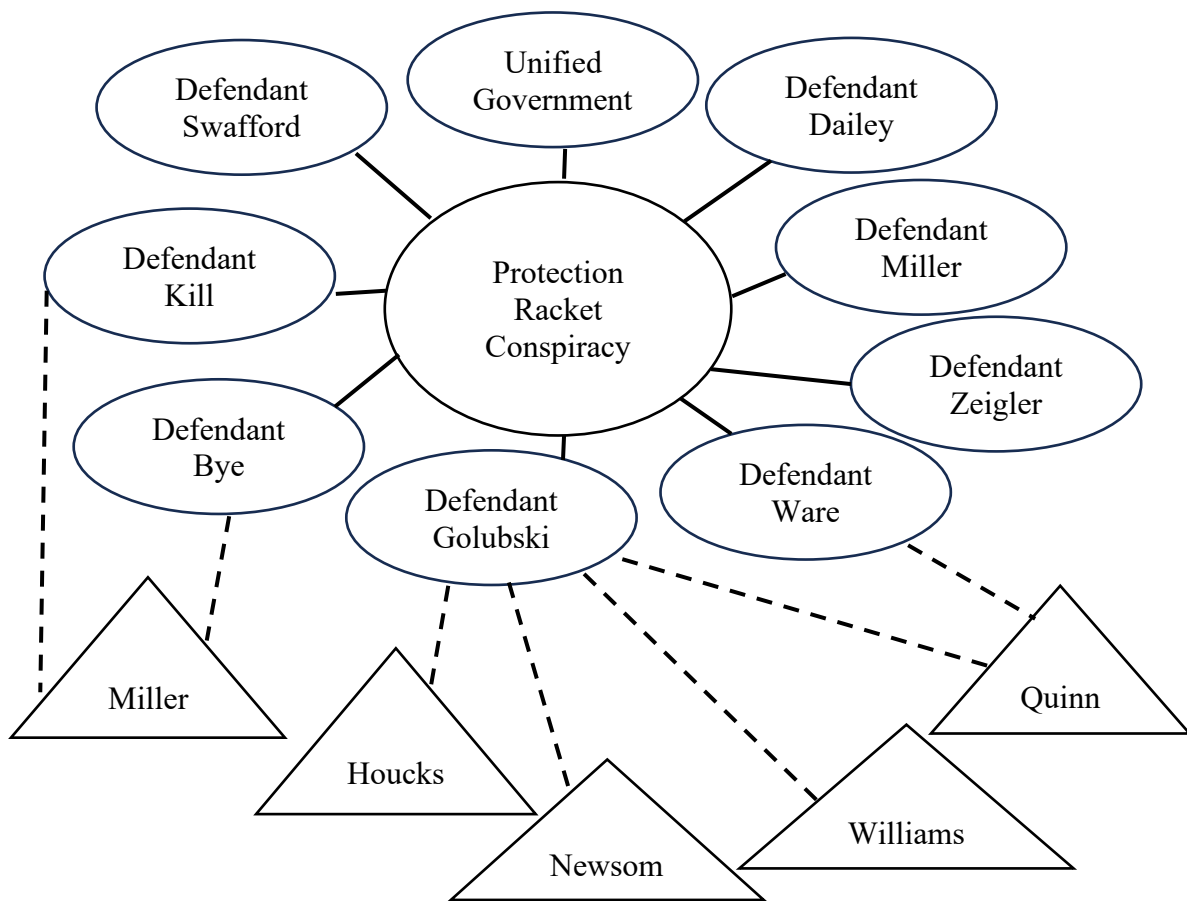 Unified
Government
Defendant
Swafford
Defendant
Dailey
Defendant
Miller
Defendant
Kill
Protection
Racket
Conspiracy
Defendant
Zeigler
Defendant
Bye
Defendant
Ware
Defendant
Golubski
Miller
Quinn
Houcks
Williams
Newsom